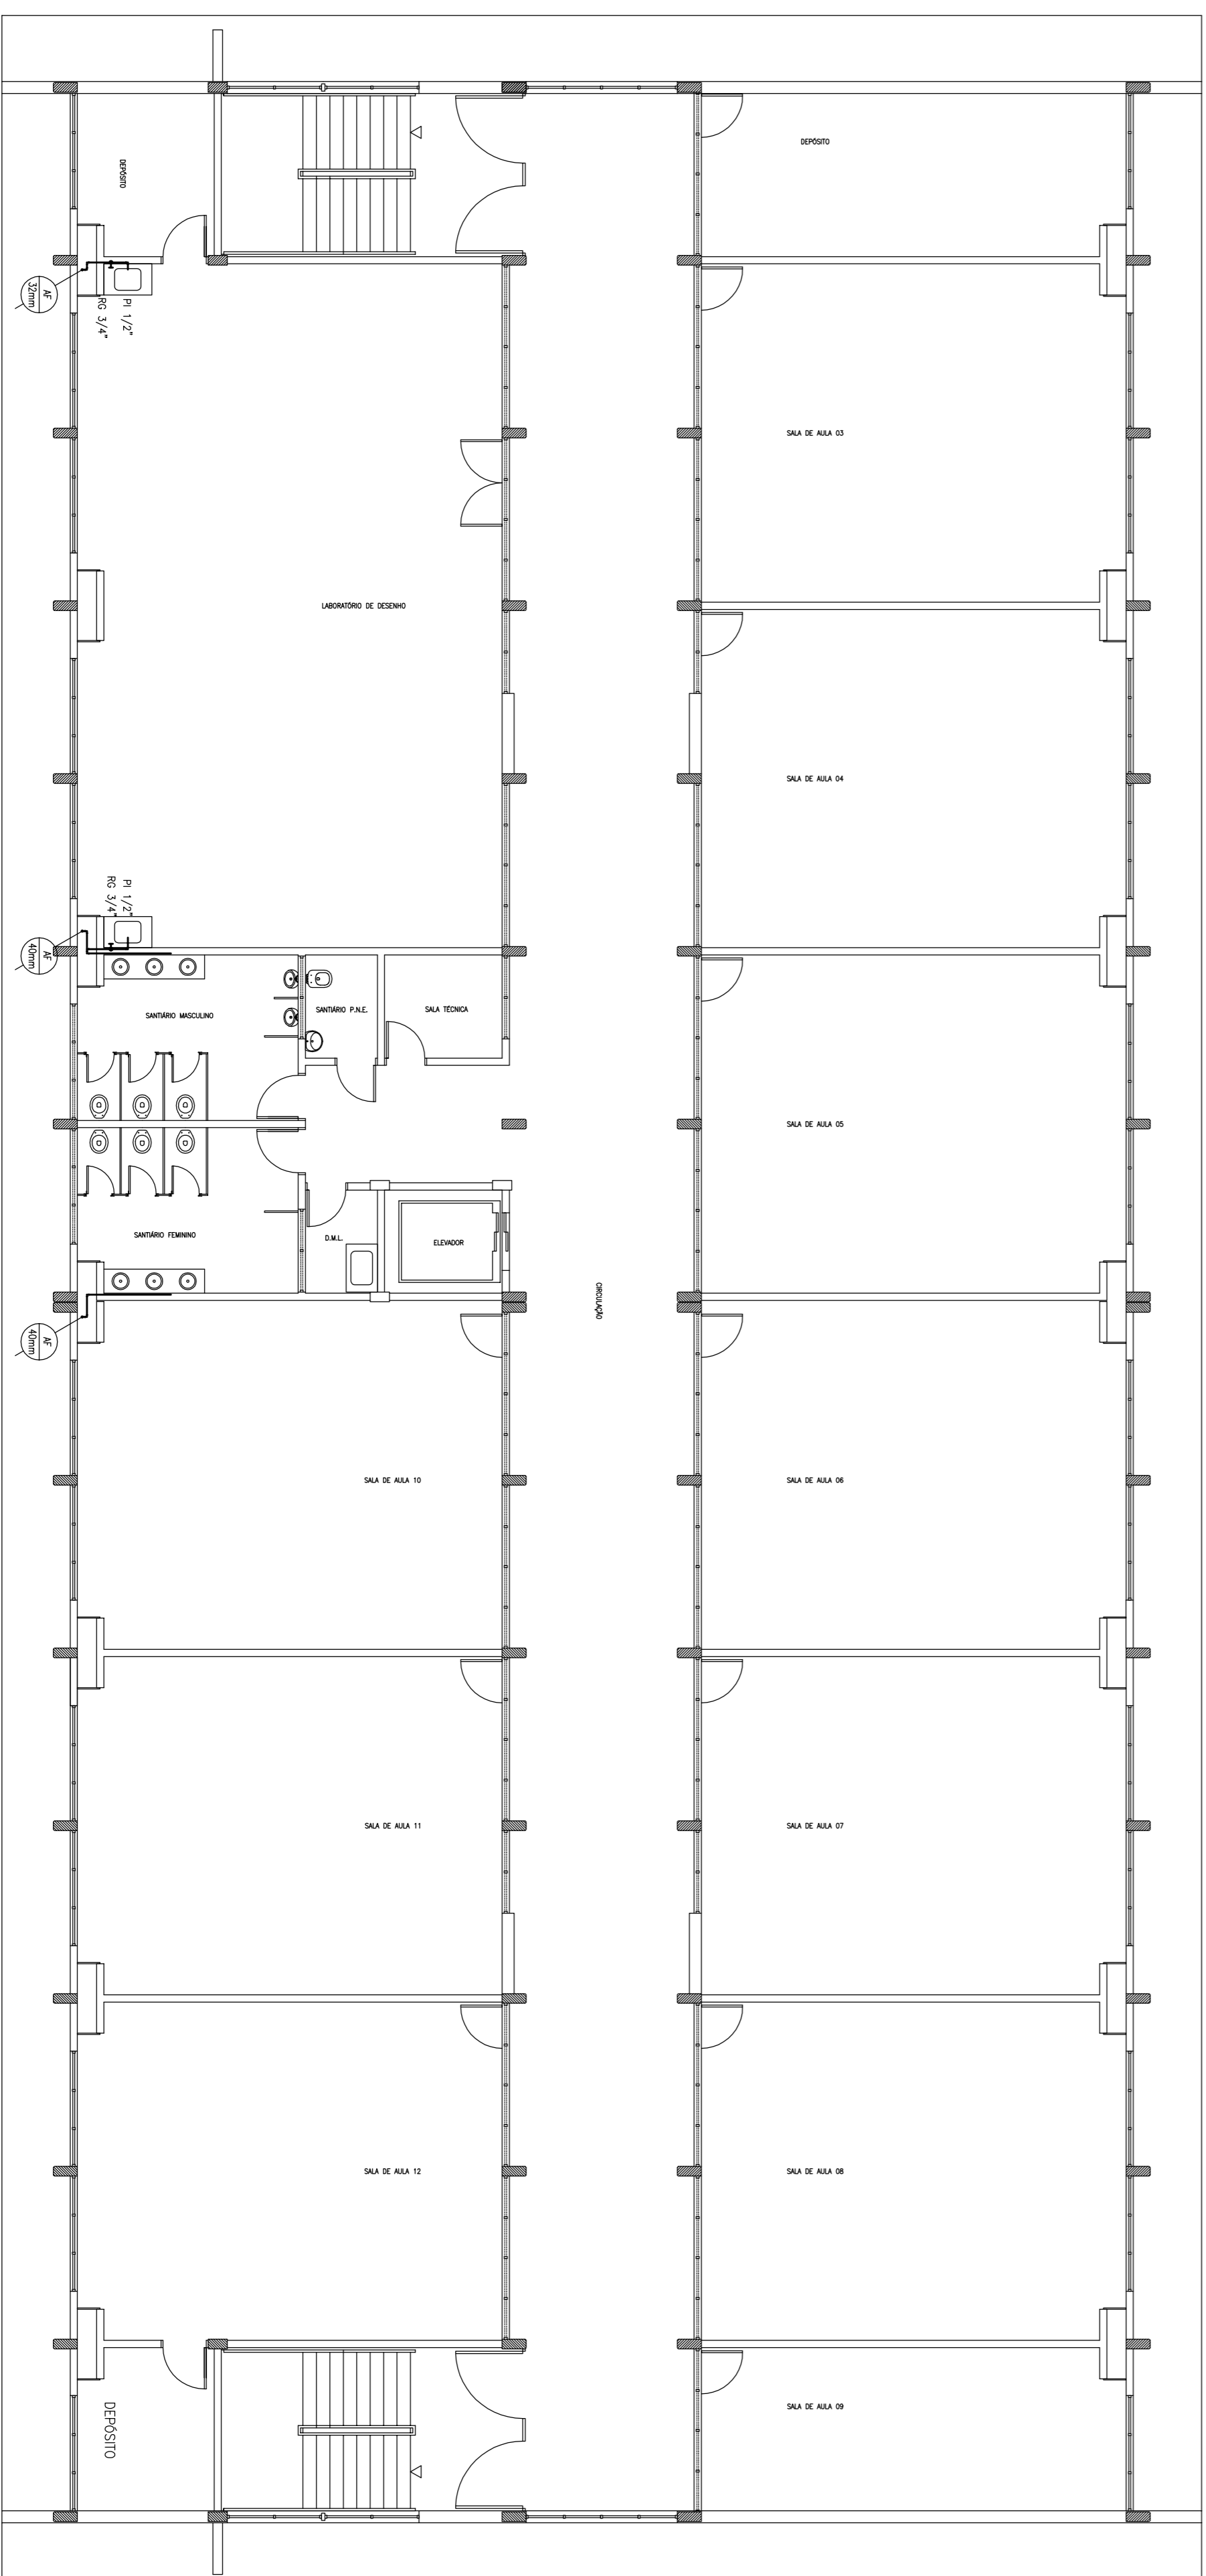 DEPÓSITO
DEPÓSITO
AF
32mm
PI 1/2"
RG 3/4"
SALA DE AULA 03
LABORATÓRIO DE DESENHO
SALA DE AULA 04
PI 1/2"
RG 3/4"
AF
40mm
SANTIÁRIO MASCULINO
SANTIÁRIO P.N.E.
SALA TÉCNICA
SALA DE AULA 05
SANTIÁRIO FEMININO
D.M.L.
ELEVADOR
CIRCULAÇÃO
AF
40mm
SALA DE AULA 10
SALA DE AULA 06
SALA DE AULA 11
SALA DE AULA 07
SALA DE AULA 12
SALA DE AULA 08
DEPÓSITO
SALA DE AULA 09